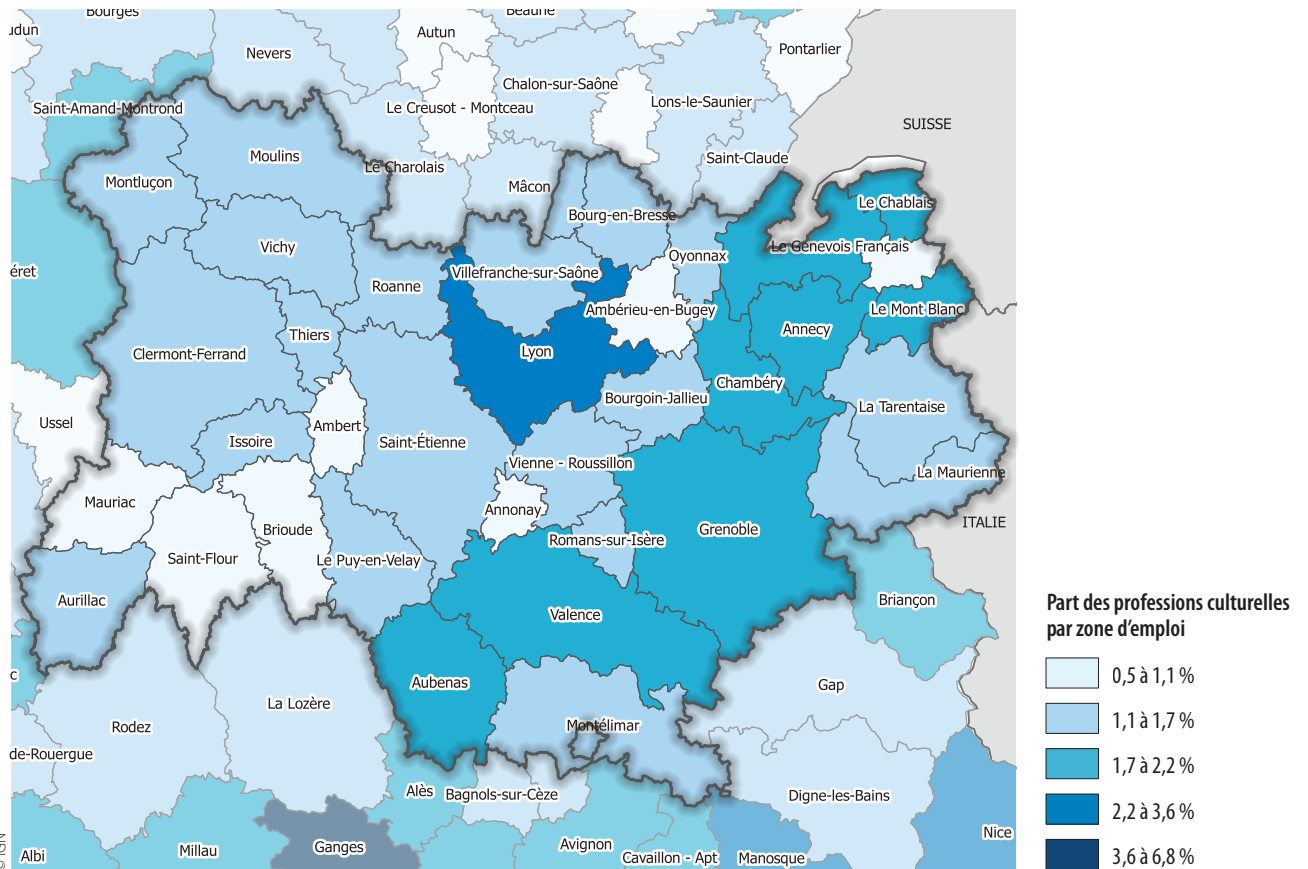 Bourges
Beaune
udun
Autun
Nevers
Pontarlier
Chalon-sur-Saône
Saint-Amand-Montrond
Le Creusot - Montceau
Lons-le-Saunier
SUISSE
Moulins
Saint-Claude
Le Charolais
Montluçon
Mâcon
Le Chablais
Bourg-en-Bresse
Vichy
Le Genevois Français
Oyonnax
éret
Villefranche-sur-Saône
Roanne
Ambérieu-en-Bugey
Le Mont Blanc
Thiers
Annecy
Clermont-Ferrand
Lyon
Chambéry
Bourgoin-Jallieu
La Tarentaise
Ussel
Ambert
Issoire
Saint-Étienne
Vienne - Roussillon
La Maurienne
Mauriac
Annonay
Brioude
Grenoble
ITALIE
Romans-sur-Isère
Saint-Flour
Le Puy-en-Velay
Aurillac
Briançon
Valence
c
Aubenas
Gap
La Lozère
Rodez
Montélimar
de-Rouergue
Alès
Bagnols-sur-Cèze
Digne-les-Bains
Nice
Ganges
Avignon
Millau
Albi
Cavaillon - Apt
Manosque
© IGN
Part des professions culturelles
par zone d'emploi
0,5 à 1,1 %
1,1 à 1,7 %
1,7 à 2,2 %
2,2 à 3,6 %
3,6 à 6,8 %